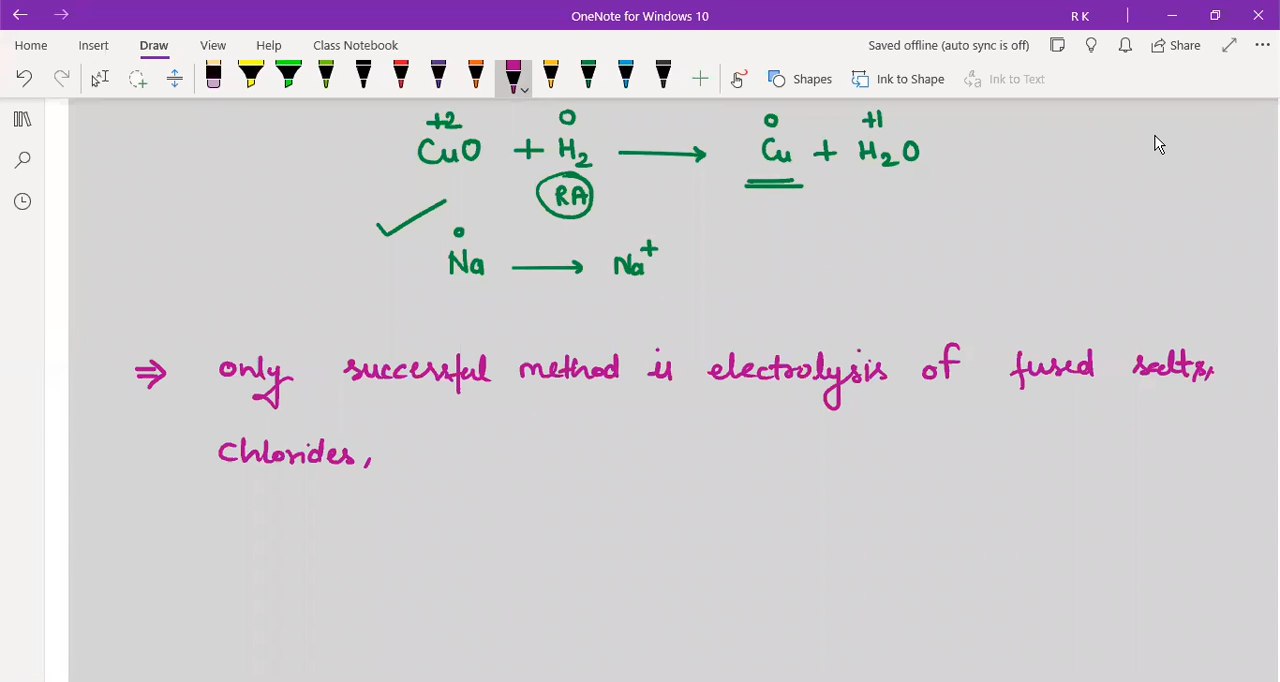 OneNote for Windows 10
R K
Home Insert Draw View Help Class Notebook
Saved offline (auto sync is off) Share
Shapes Ink to Shape Ink to Text
+2 0 0 +1
CuO + H₂ ⟶ Cu + H₂O
RA
0
Na ⟶ Na⁺
⇒ only successful method is electrolysis of fused salts,
Chlorides,